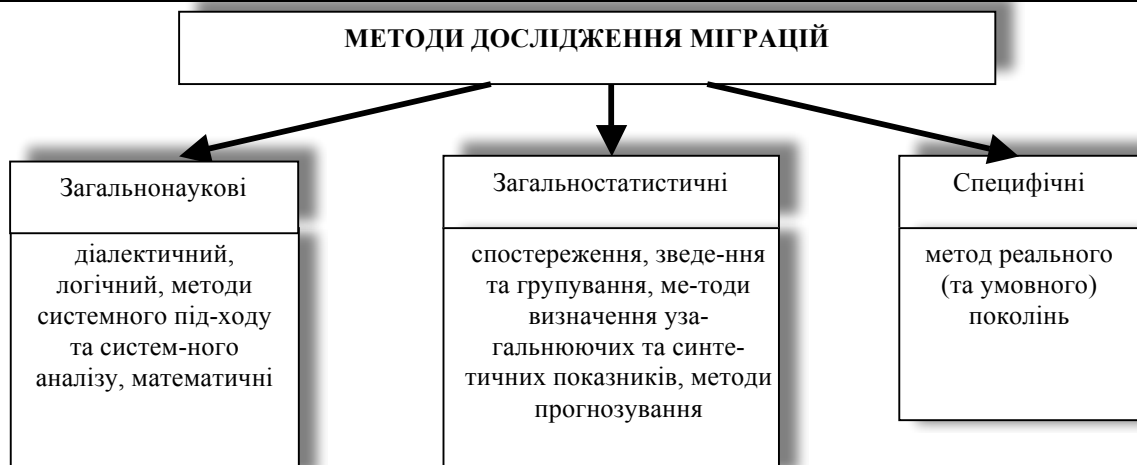 МЕТОДИ ДОСЛІДЖЕННЯ МІГРАЦІЙ
Загальнонаукові
діалектичний,
логічний, методи
системного під-ходу
та систем-ного
аналізу, математичні
Загальностатистичні
спостереження, зведе-ння
та групування, ме-тоди
визначення уза-
гальнюючих та синте-
тичних показників, методи
прогнозування
Специфічні
метод реального
(та умовного)
поколінь